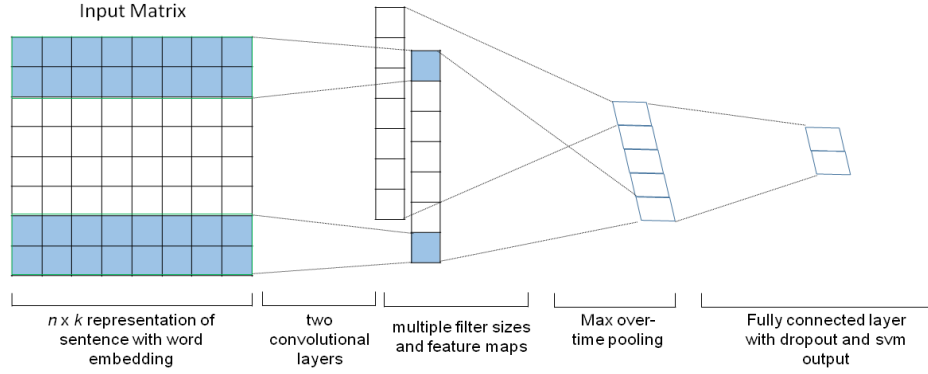 Input Matrix
n x k representation of
sentence with word
embedding
two
convolutional
layers
multiple filter sizes
and feature maps
Max over-
time pooling
Fully connected layer
with dropout and svm
output